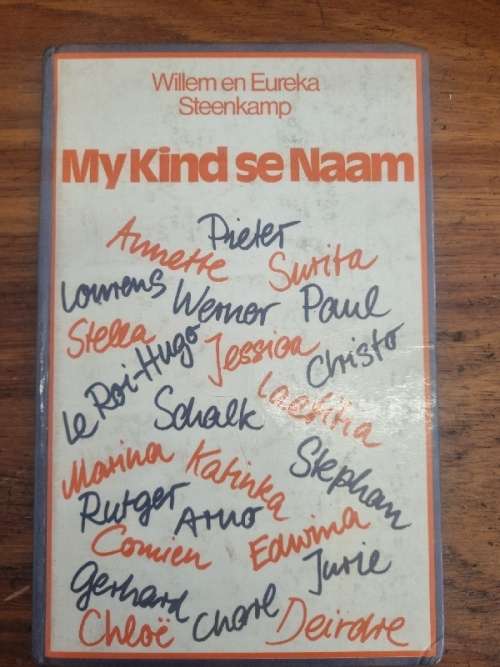 Willem en Eureka
Steenkamp
My Kind se Naam
Pieter
Annette
Surita
Lourens
Werner
Paul
Stella
Jessica
Christo
le Roi-Hugo
Laetitia
Schalk
Marina
Katinka
Stephan
Rutger
Arno
Comien
Edwina
Jurie
Gerhard
Charl
Chloë
Deirdre